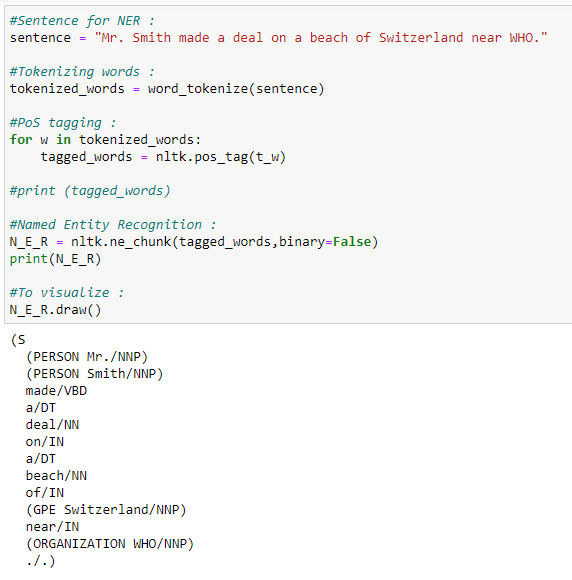 #Sentence for NER :
sentence = "Mr. Smith made a deal on a beach of Switzerland near WHO."

#Tokenizing words :
tokenized_words = word_tokenize(sentence)

#PoS tagging :
for w in tokenized_words:
    tagged_words = nltk.pos_tag(t_w)

#print (tagged_words)

#Named Entity Recognition :
N_E_R = nltk.ne_chunk(tagged_words,binary=False)
print(N_E_R)

#To visualize :
N_E_R.draw()

(S
  (PERSON Mr./NNP)
  (PERSON Smith/NNP)
  made/VBD
  a/DT
  deal/NN
  on/IN
  a/DT
  beach/NN
  of/IN
  (GPE Switzerland/NNP)
  near/IN
  (ORGANIZATION WHO/NNP)
  ./.)